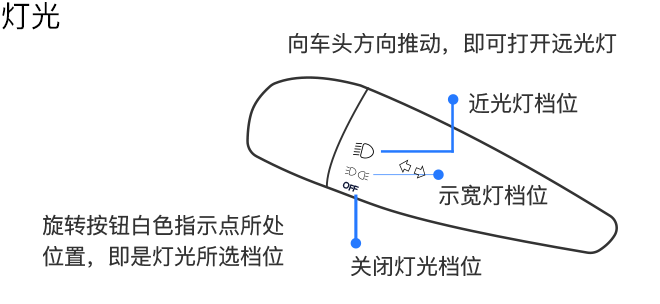 灯光
向车头方向推动，即可打开远光灯
近光灯档位
示宽灯档位
OFF
旋转按钮白色指示点所处
位置，即是灯光所选档位
关闭灯光档位